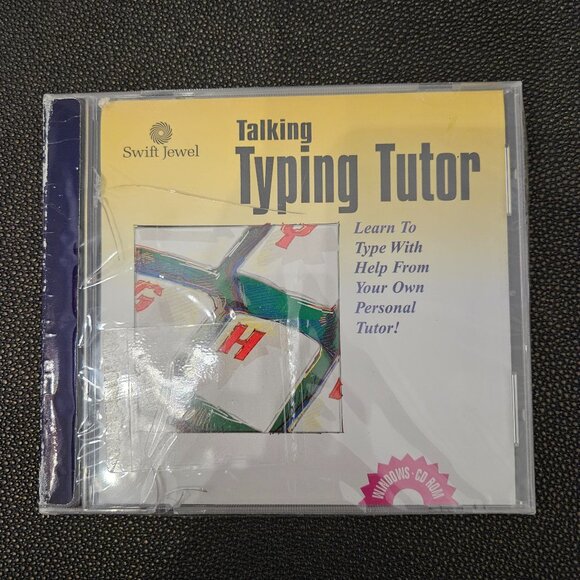 Swift Jewel
Talking
Typing Tutor
Learn To
Type With
Help From
Your Own
Personal
Tutor!
G
H
WINDOWS · CD ROM